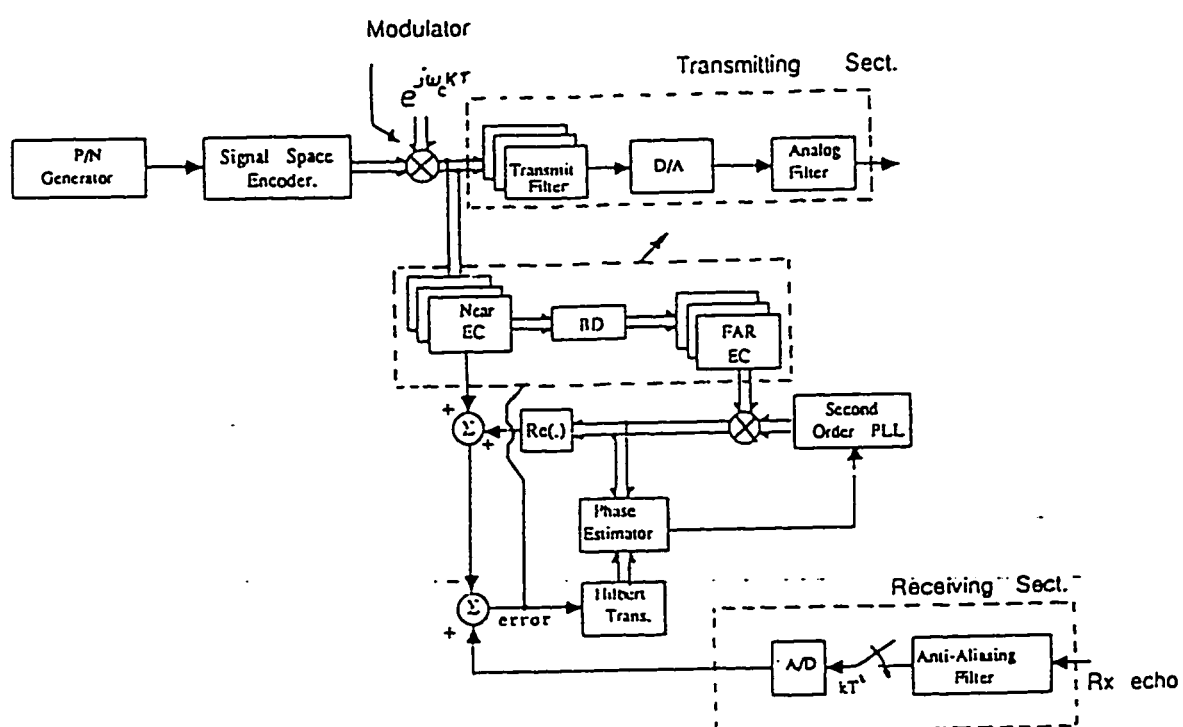 Modulator
e^{jω_c KT}
Transmitting Sect.
P/N
Generator
Signal Space
Encoder.
Transmit
Filter
D/A
Analog
Filter
Near
EC
BD
FAR
EC
+
Σ
+
Re(.)
Second
Order PLL
Phase
Estimator
Receiving Sect.
Σ
+
error
Hilbert
Trans.
A/D
kT'
Anti-Aliasing
Filter
Rx echo